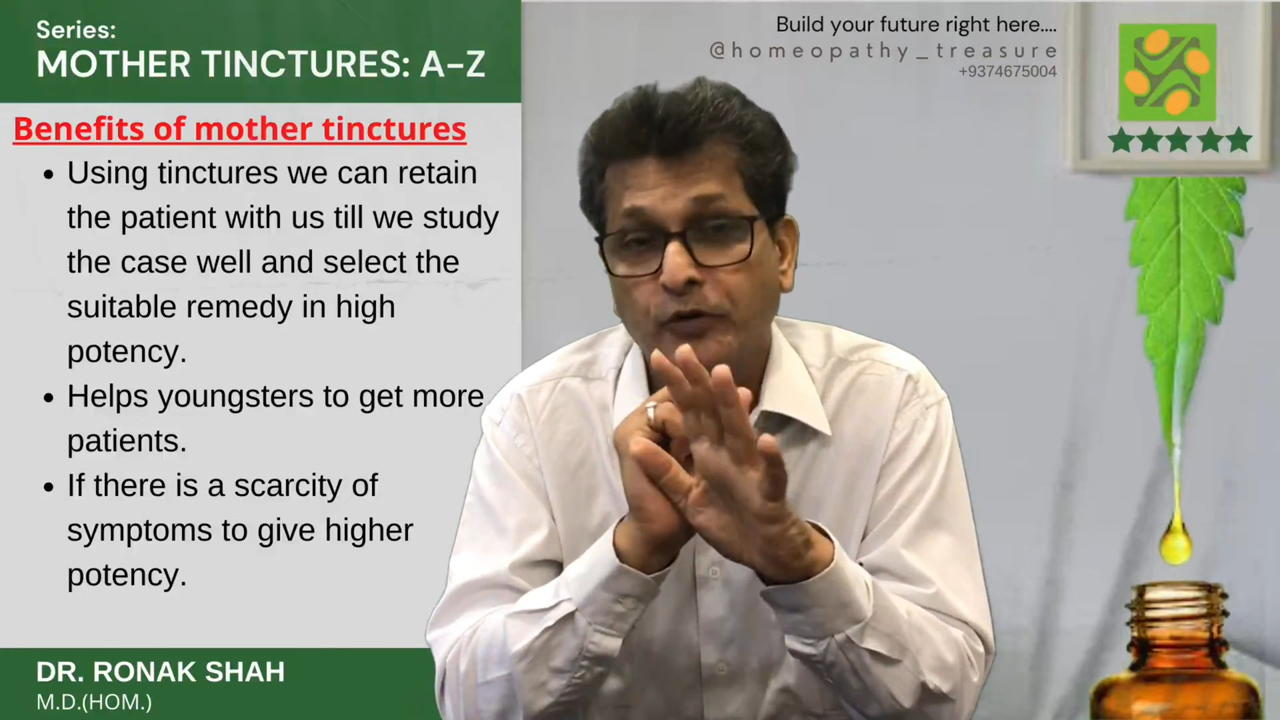 Series:
MOTHER TINCTURES: A-Z
Build your future right here....
@homeopathy_treasure
+9374675004
Benefits of mother tinctures
• Using tinctures we can retain
the patient with us till we study
the case well and select the
suitable remedy in high
potency.
• Helps youngsters to get more
patients.
• If there is a scarcity of
symptoms to give higher
potency.
DR. RONAK SHAH
M.D.(HOM.)